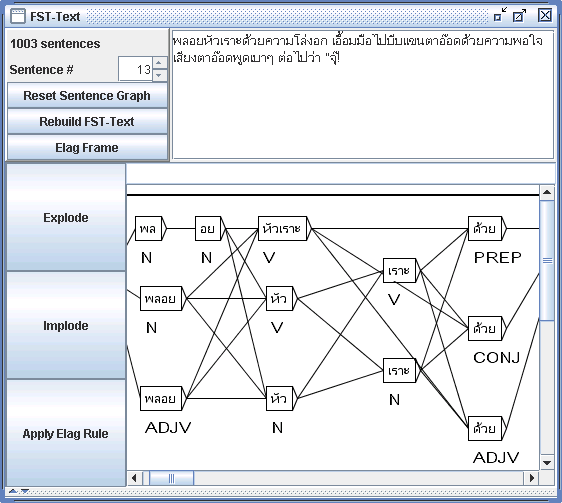 FST-Text
1003 sentences
Sentence # 13
Reset Sentence Graph
Rebuild FST-Text
Elag Frame
พลอยหัวเราะด้วยความโล่งอก เอื้อมมือไปบีบแขนตาอ๊อดด้วยความพอใจ
เสียงตาอ๊อดพูดเบาๆ ต่อไปว่า "จุ๊!
Explode
Implode
Apply Elag Rule
พล อย หัวเราะ ด้วย
N N V PREP
เราะ
V
พลอย หัว ด้วย
N V CONJ
เราะ
N
พลอย หัว ด้วย
ADJV N ADJV